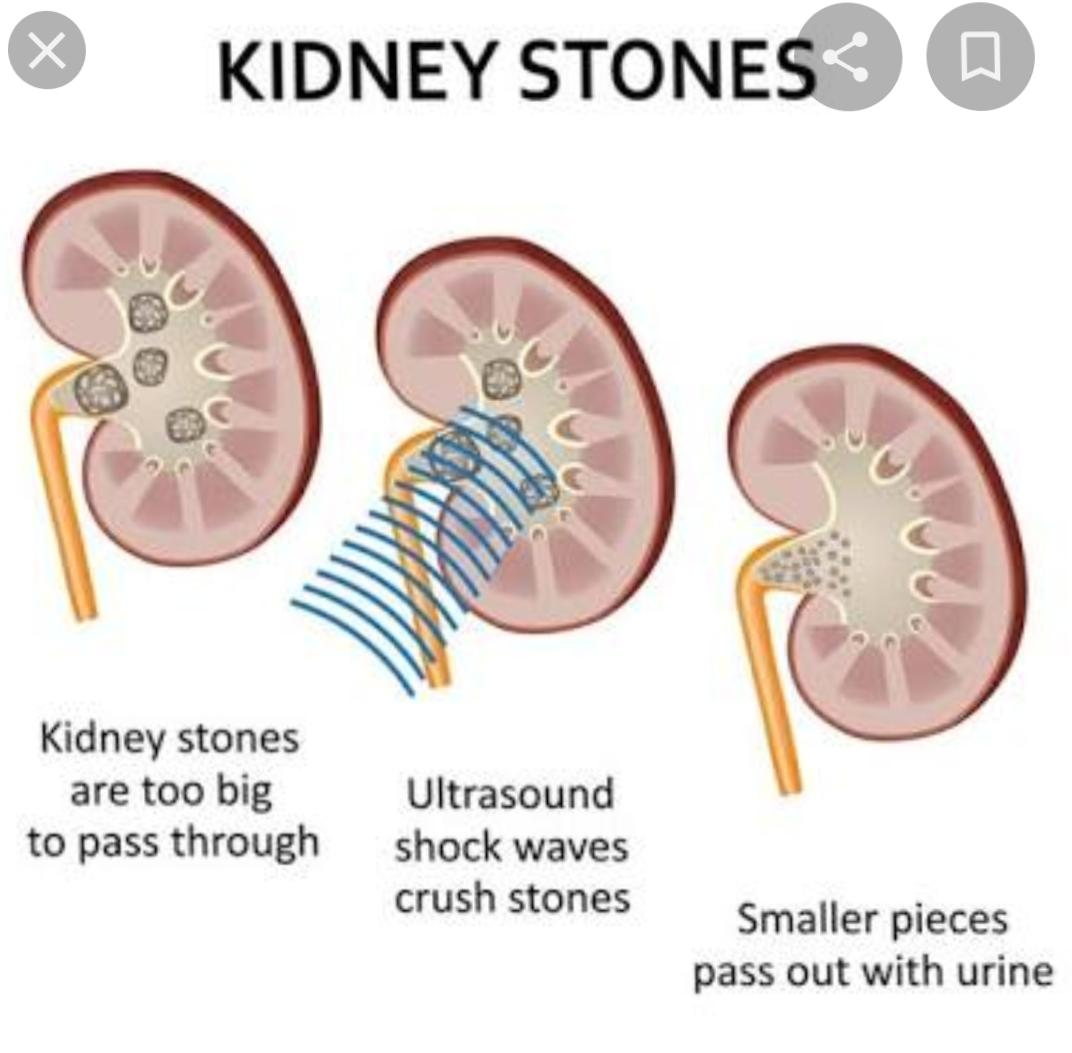 KIDNEY STONES
Kidney stones
are too big
to pass through
Ultrasound
shock waves
crush stones
Smaller pieces
pass out with urine